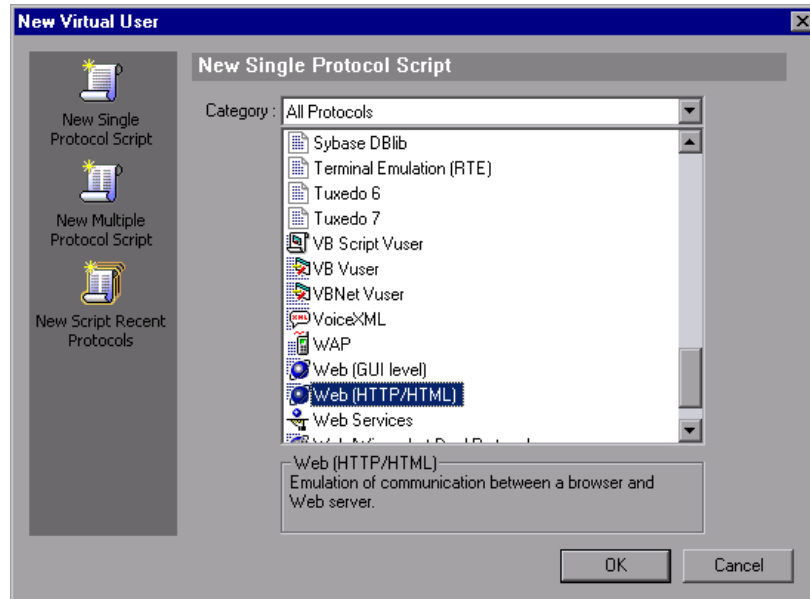 New Virtual User
New Single
Protocol Script
New Multiple
Protocol Script
New Script Recent
Protocols
New Single Protocol Script
Category :
All Protocols
Sybase DBlib
Terminal Emulation (RTE)
Tuxedo 6
Tuxedo 7
VB Script Vuser
VB Vuser
VBNet Vuser
VoiceXML
WAP
Web (GUI level)
Web (HTTP/HTML)
Web Services
Web (HTTP/HTML)
Emulation of communication between a browser and
Web server.
OK
Cancel